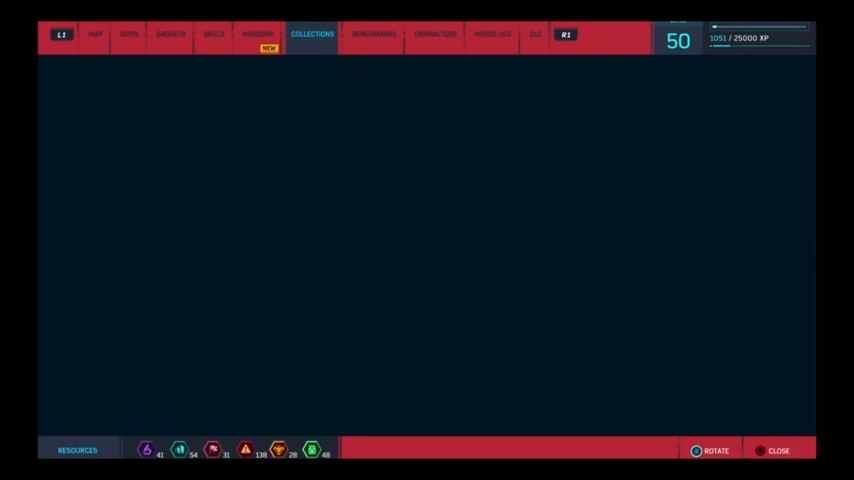 L1 MAP SUITS GADGETS SKILLS MISSIONS COLLECTIONS BENCHMARKS CHARACTERS MOVES LIST DLC R1
NEW
50
1051 / 25000 XP
RESOURCES 41 54 31 138 28 48 R ROTATE CLOSE